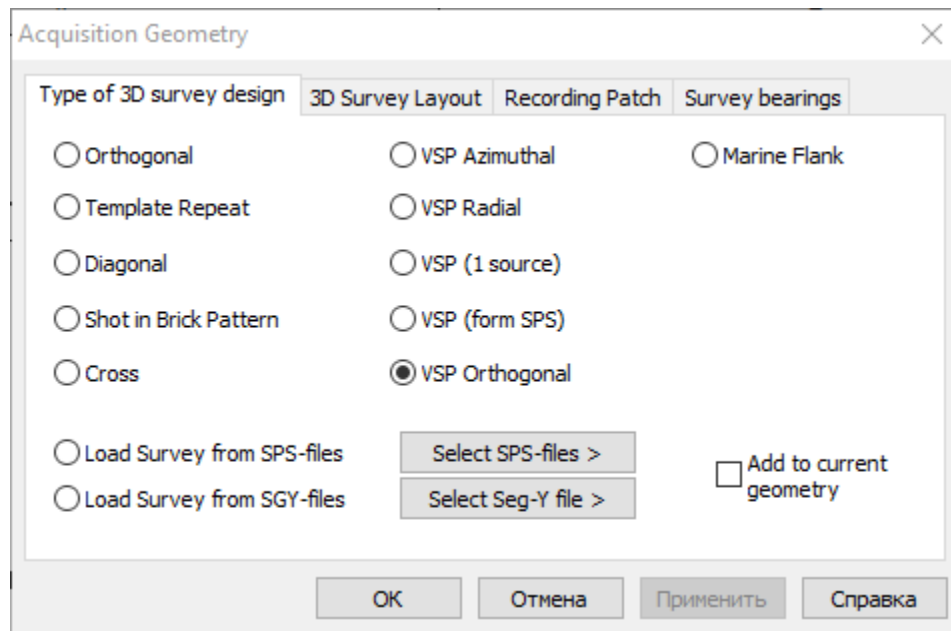 Acquisition Geometry
Type of 3D survey design 3D Survey Layout Recording Patch Survey bearings
Orthogonal VSP Azimuthal Marine Flank
Template Repeat VSP Radial
Diagonal VSP (1 source)
Shot in Brick Pattern VSP (form SPS)
Cross VSP Orthogonal
Load Survey from SPS-files Select SPS-files >
Load Survey from SGY-files Select Seg-Y file >
Add to current
geometry
OK Отмена Применить Справка